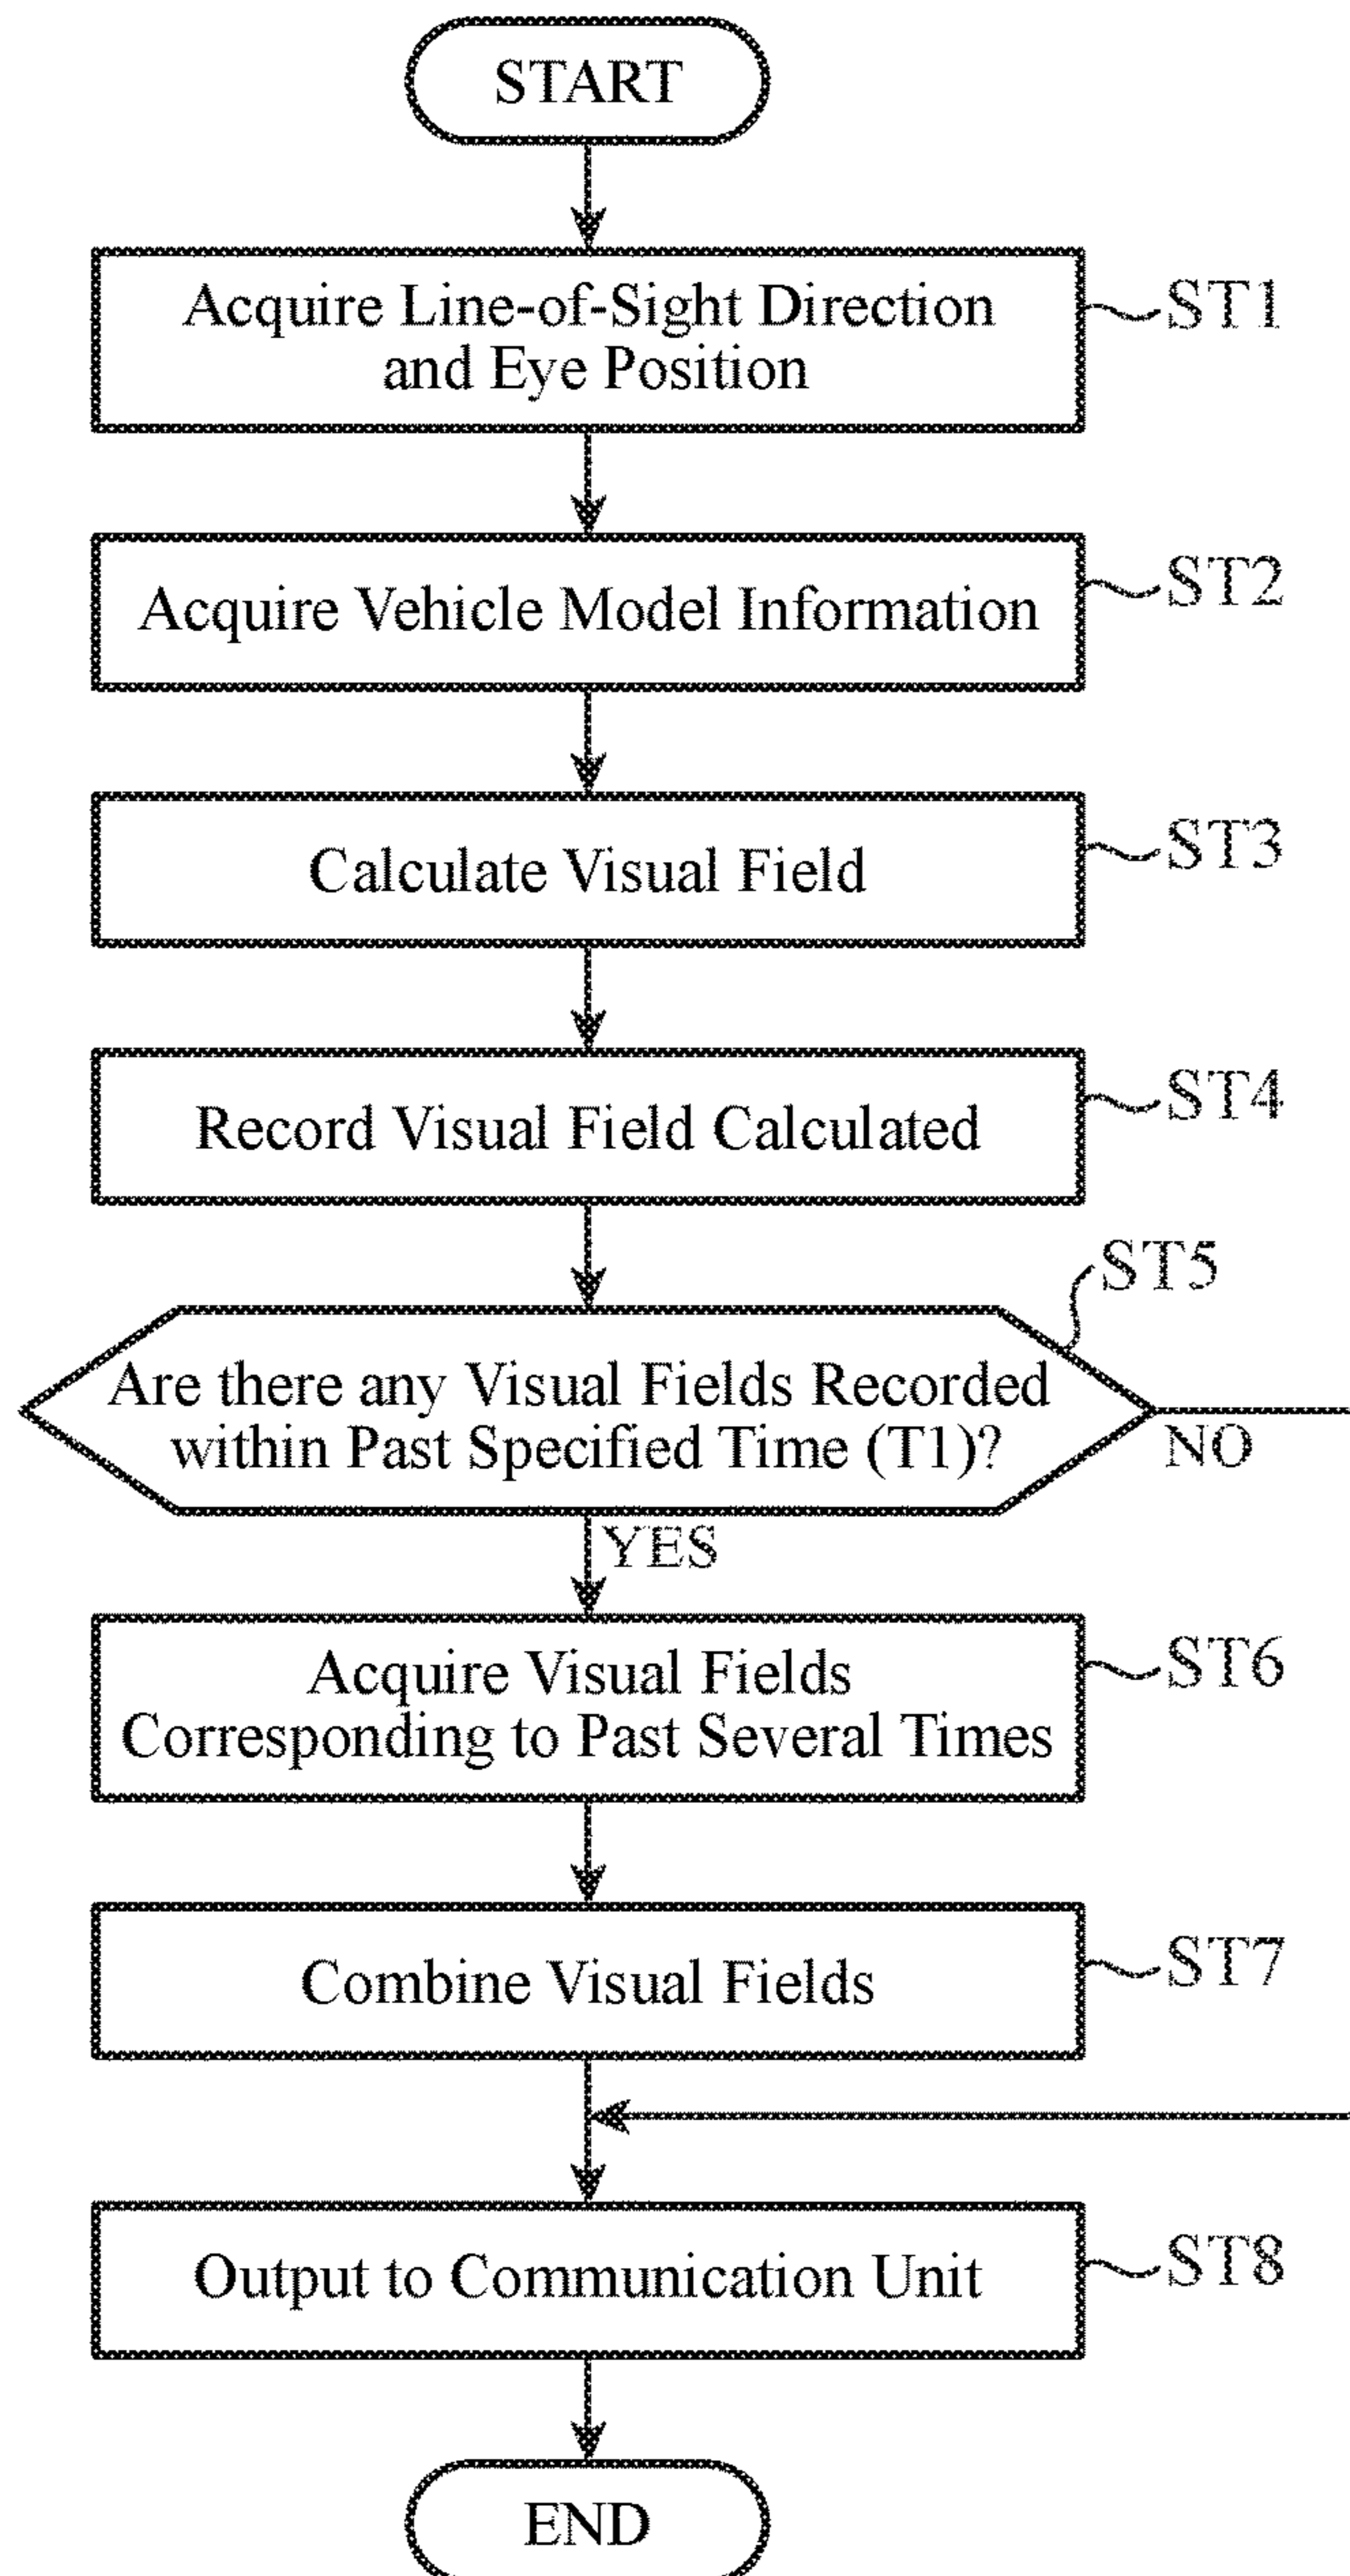 START
Acquire Line-of-Sight Direction
and Eye Position
ST1
Acquire Vehicle Model Information
ST2
Calculate Visual Field
ST3
Record Visual Field Calculated
ST4
ST5
Are there any Visual Fields Recorded
within Past Specified Time (T1)?
NO
YES
Acquire Visual Fields
Corresponding to Past Several Times
ST6
Combine Visual Fields
ST7
Output to Communication Unit
ST8
END